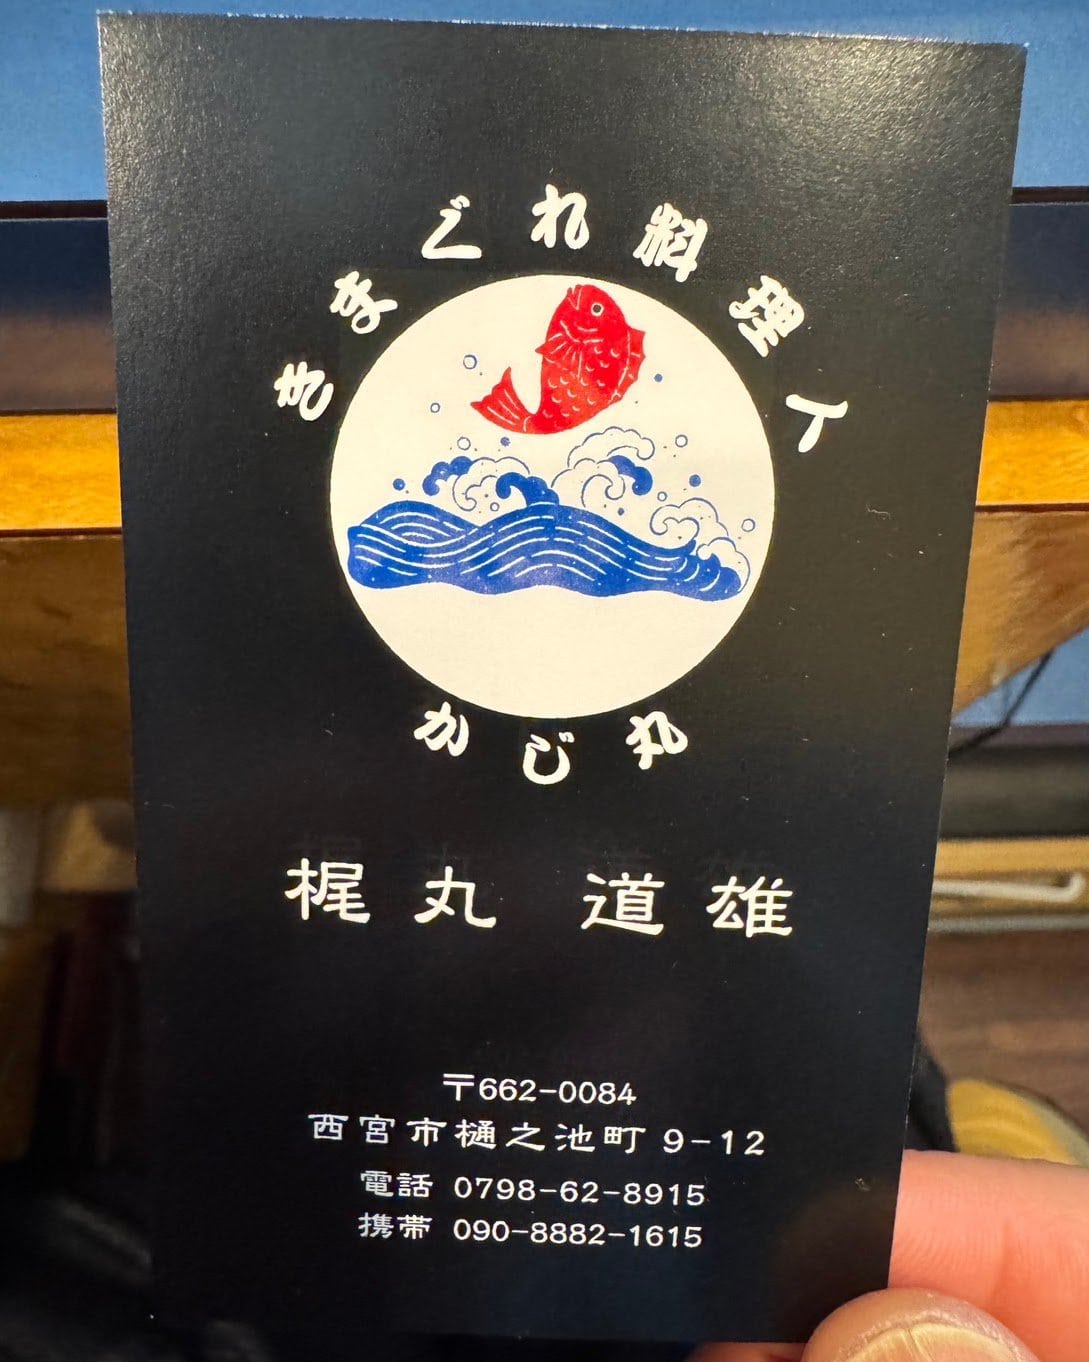 きまぐれ料理人
かじ丸
梶丸 道雄
〒662-0084
西宮市樋之池町 9-12
電話 0798-62-8915
携帯 090-8882-1615